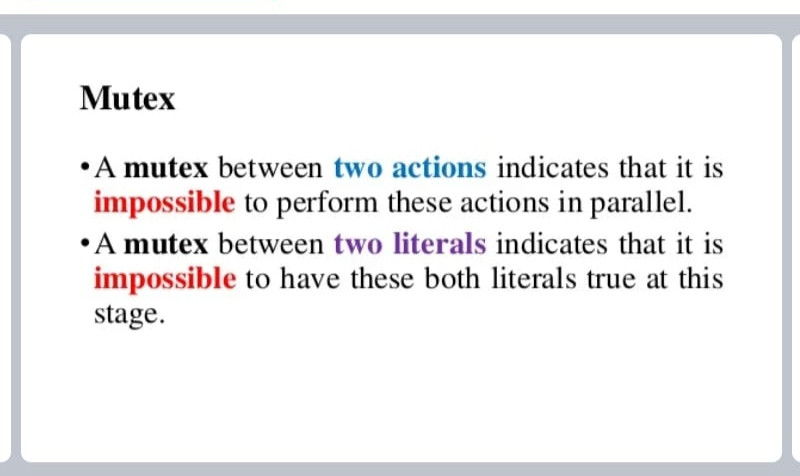 Mutex
•A mutex between two actions indicates that it is
impossible to perform these actions in parallel.
•A mutex between two literals indicates that it is
impossible to have these both literals true at this
stage.